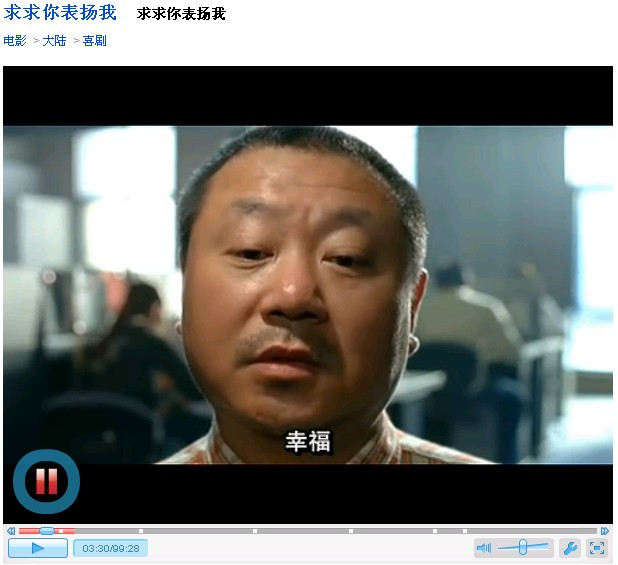 求求你表扬我 求求你表扬我
电影 > 大陆 > 喜剧
幸福
03:30/99:28